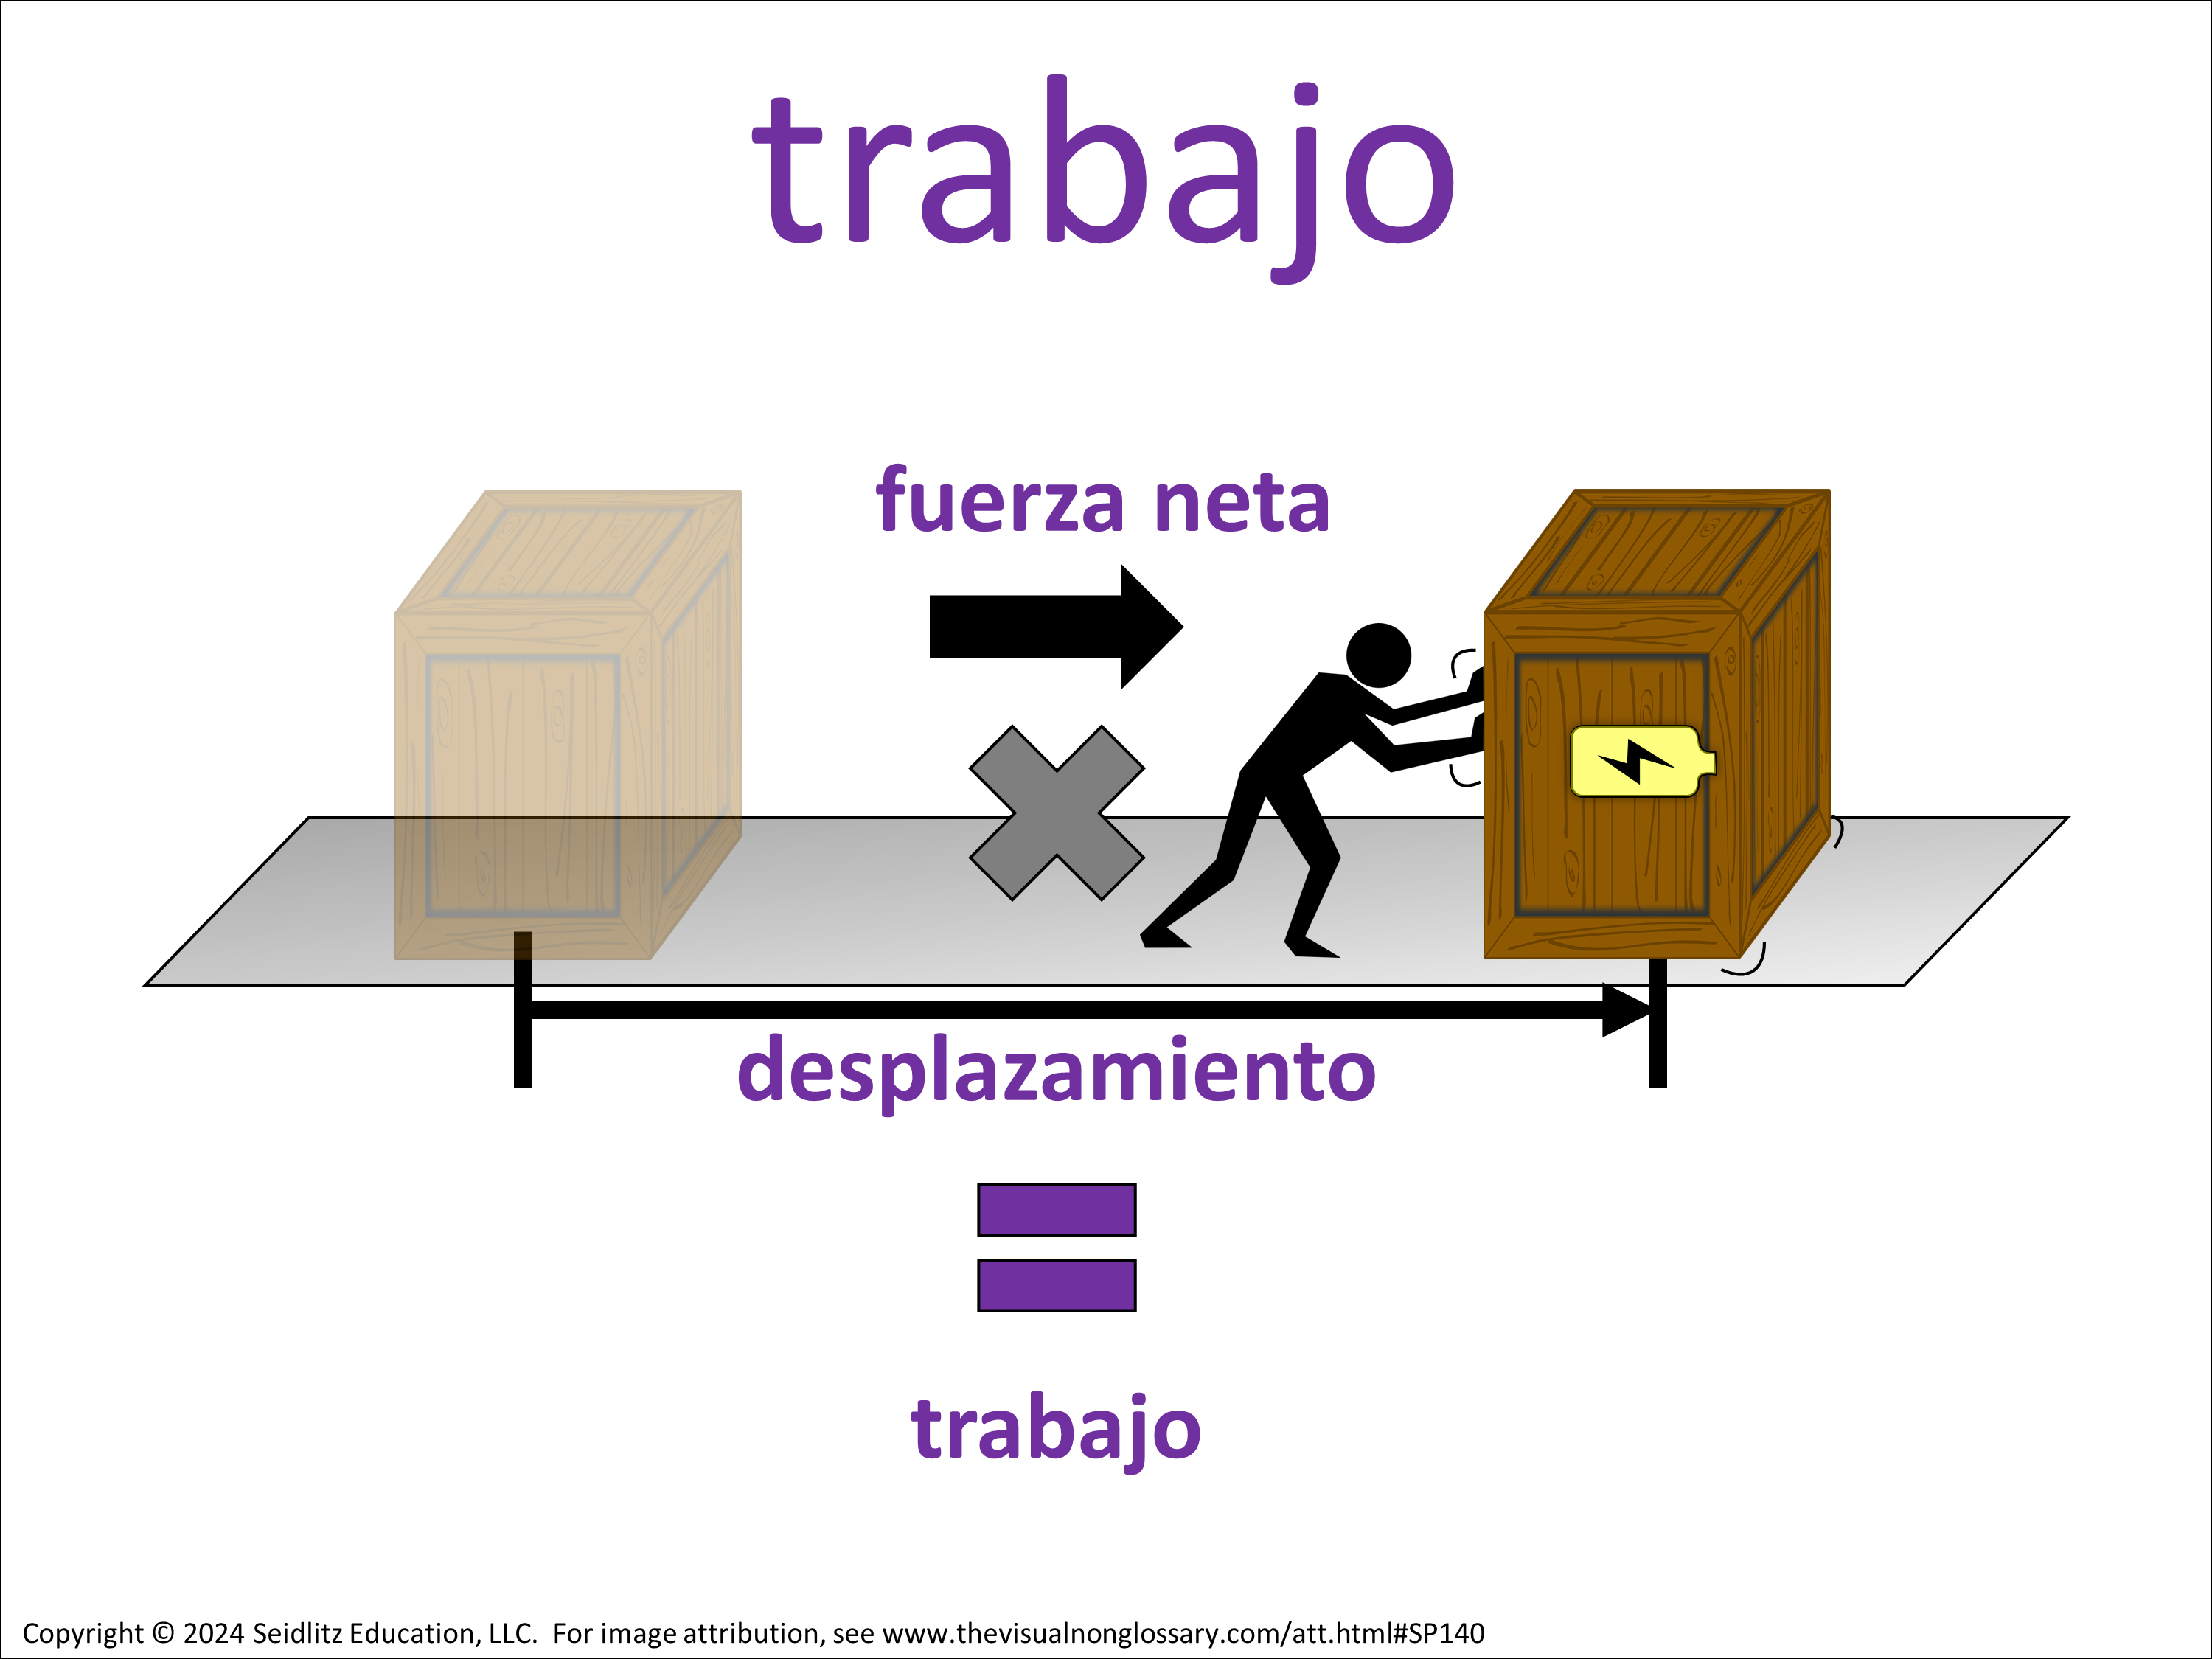 trabajo
fuerza neta
desplazamiento
trabajo
Copyright © 2024 Seidlitz Education, LLC.  For image attribution, see www.thevisualnonglossary.com/att.html#SP140